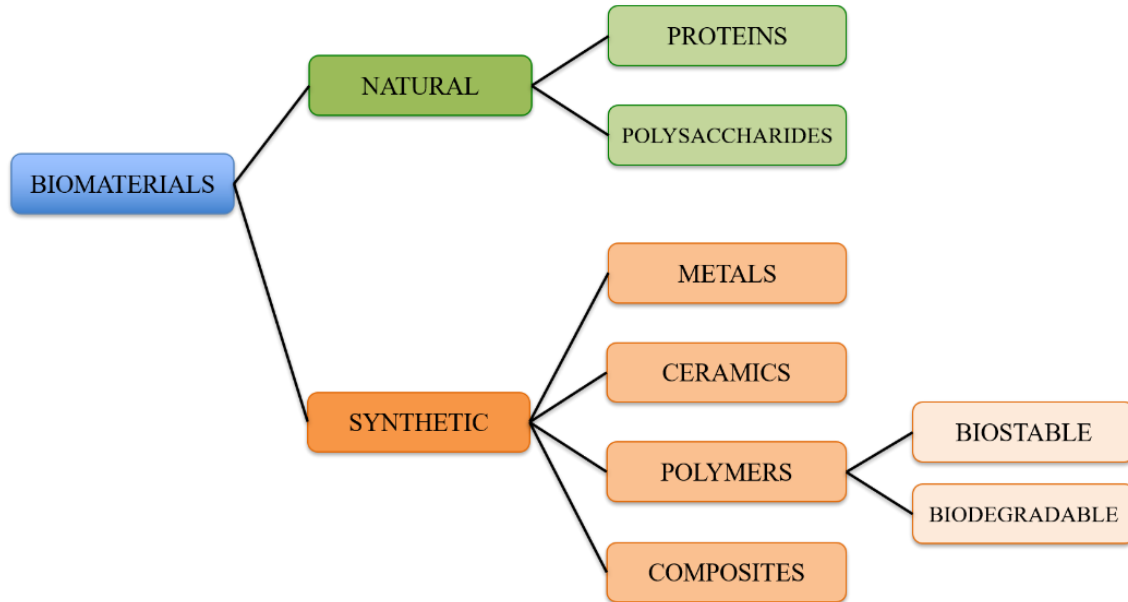 BIOMATERIALS
NATURAL
PROTEINS
POLYSACCHARIDES
SYNTHETIC
METALS
CERAMICS
POLYMERS
BIOSTABLE
BIODEGRADABLE
COMPOSITES